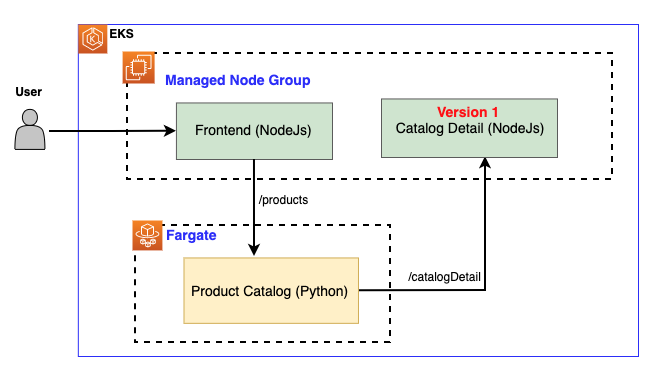 EKS
Managed Node Group
User
Frontend (NodeJs)
Version 1
Catalog Detail (NodeJs)
/products
Fargate
Product Catalog (Python)
/catalogDetail